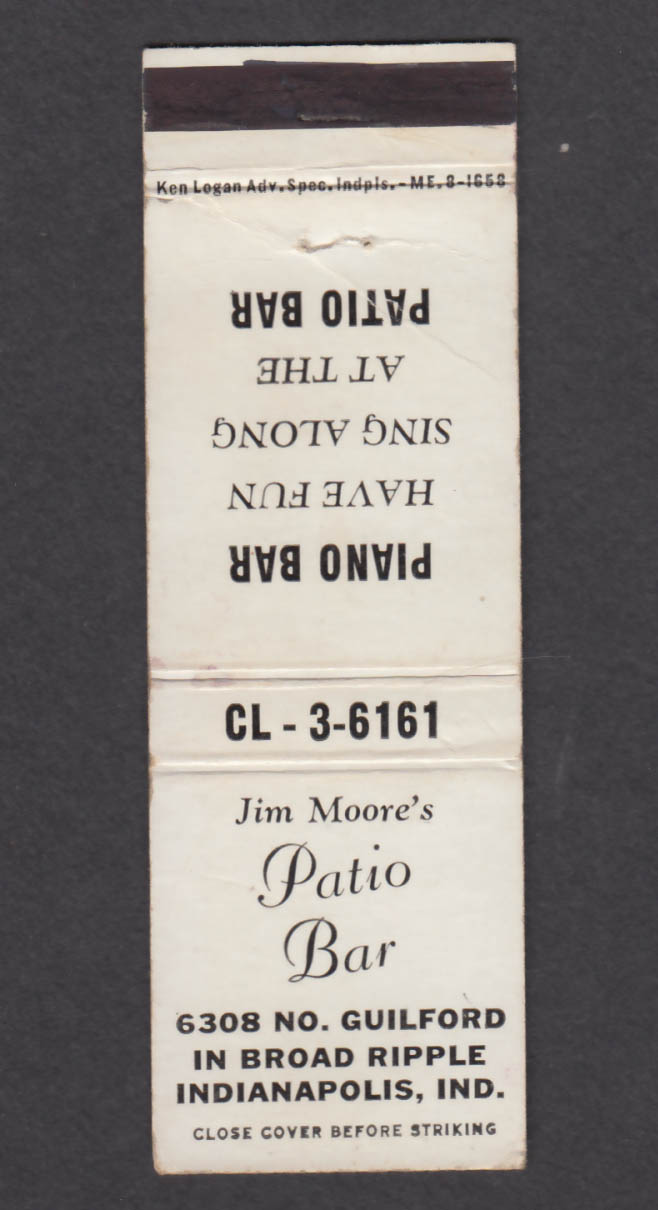 Ken Logan Adv. Spec. Indpls. - ME. 8-1658
PIANO BAR
HAVE FUN
SING ALONG
AT THE
PATIO BAR
CL - 3-6161
Jim Moore's
Patio
Bar
6308 NO. GUILFORD
IN BROAD RIPPLE
INDIANAPOLIS, IND.
CLOSE COVER BEFORE STRIKING